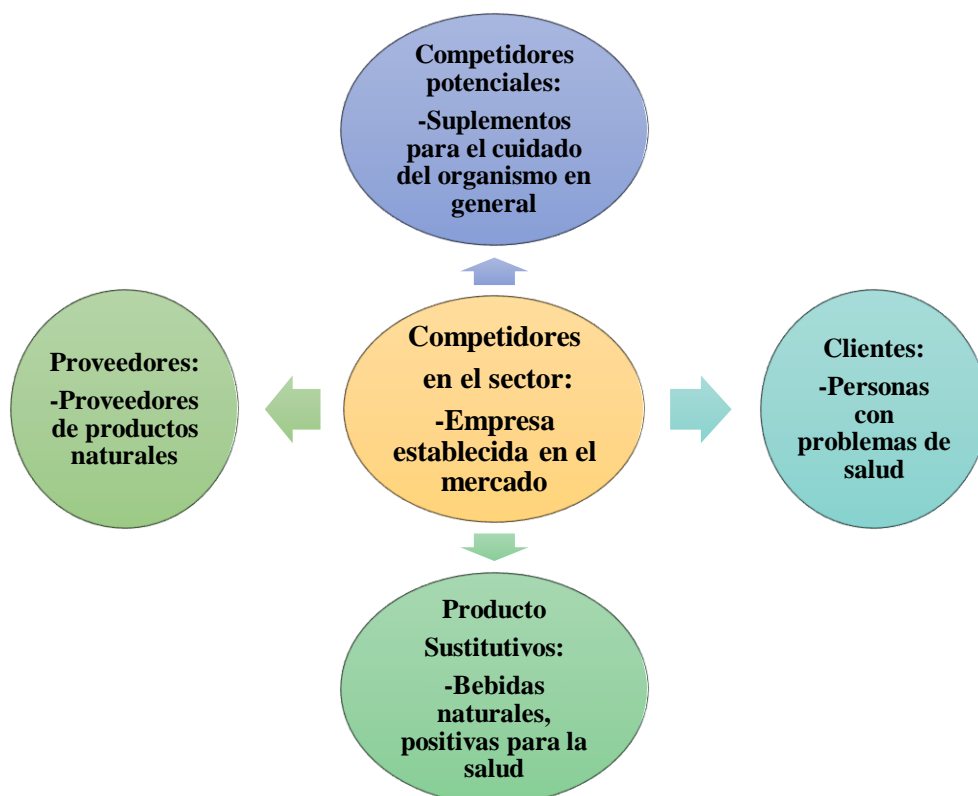 Competidores
potenciales:
-Suplementos
para el cuidado
del organismo en
general
Proveedores:
-Proveedores
de productos
naturales
Competidores
en el sector:
-Empresa
establecida en el
mercado
Clientes:
-Personas
con
problemas de
salud
Producto
Sustitutivos:
-Bebidas
naturales,
positivas para la
salud